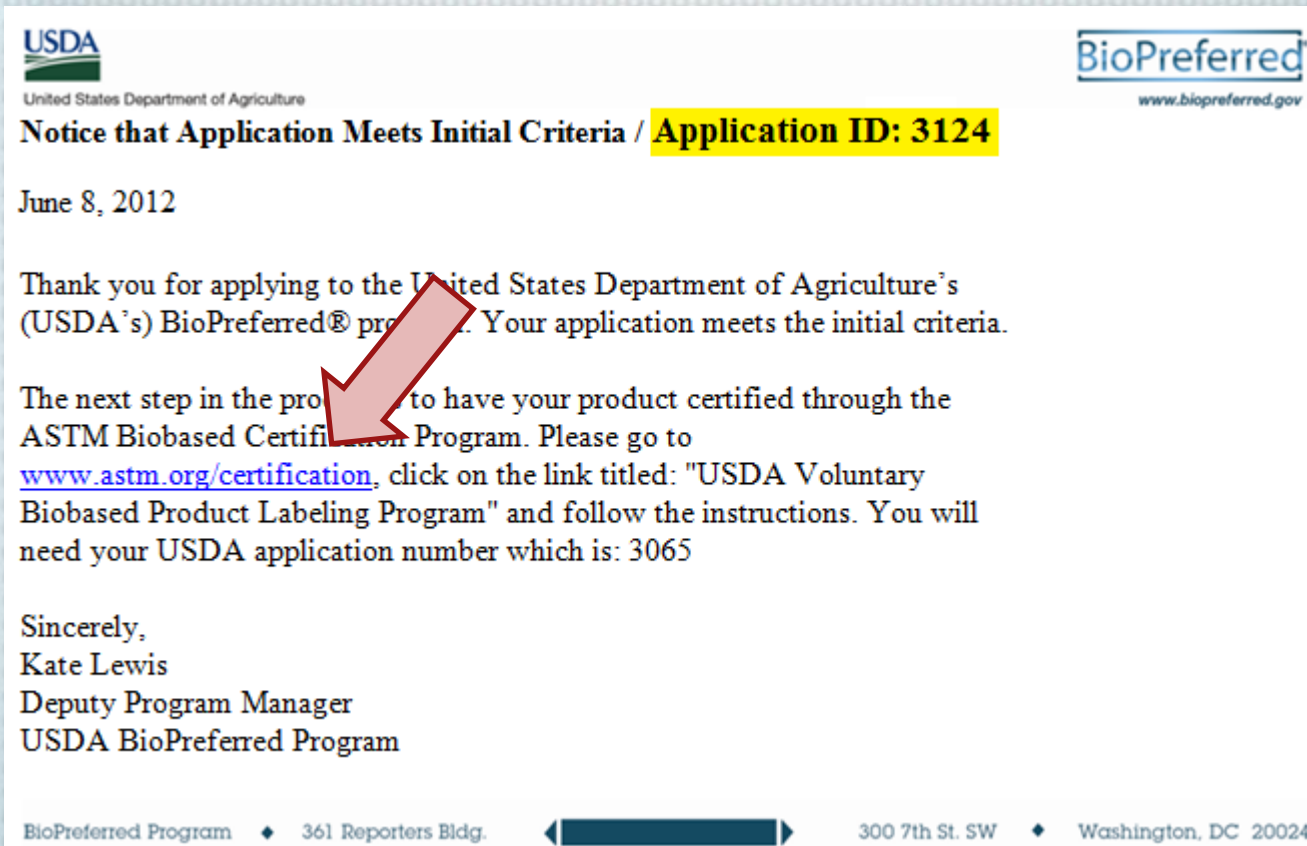 USDA
United States Department of Agriculture
BioPreferred
www.biopreferred.gov
Notice that Application Meets Initial Criteria / Application ID: 3124
June 8, 2012
Thank you for applying to the United States Department of Agriculture’s
(USDA’s) BioPreferred® Your application meets the initial criteria.
The next step in the to have your product certified through the
ASTM Biobased Certification Program. Please go to
www.astm.org/certification, click on the link titled: "USDA Voluntary
Biobased Product Labeling Program" and follow the instructions. You will
need your USDA application number which is: 3065
Sincerely,
Kate Lewis
Deputy Program Manager
USDA BioPreferred Program
BioPreferred Program ◆ 361 Reporters Bldg. 300 7th St. SW ◆ Washington, DC 20024